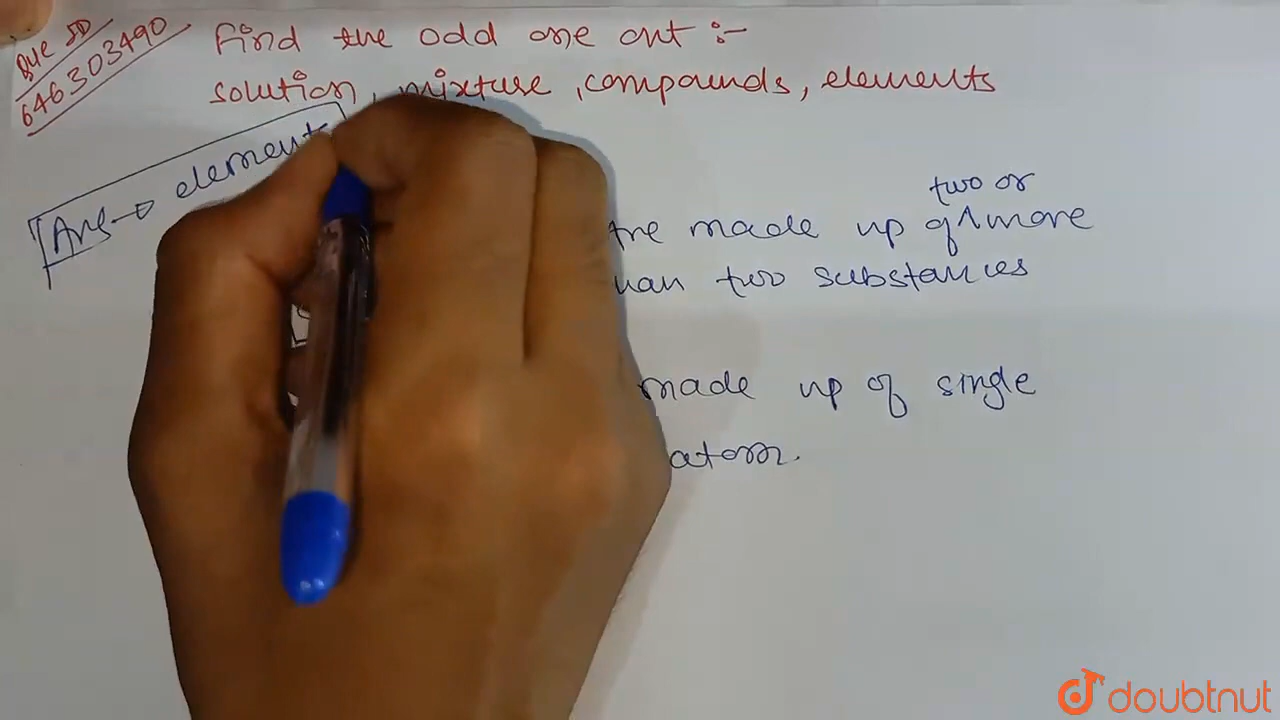 Que ID
646303490
Find the odd one out :-
solution, mixture, compounds, elements
Ans → element
two or
are made up of ^ more
than two substances
made up of single
atom.
doubtnut